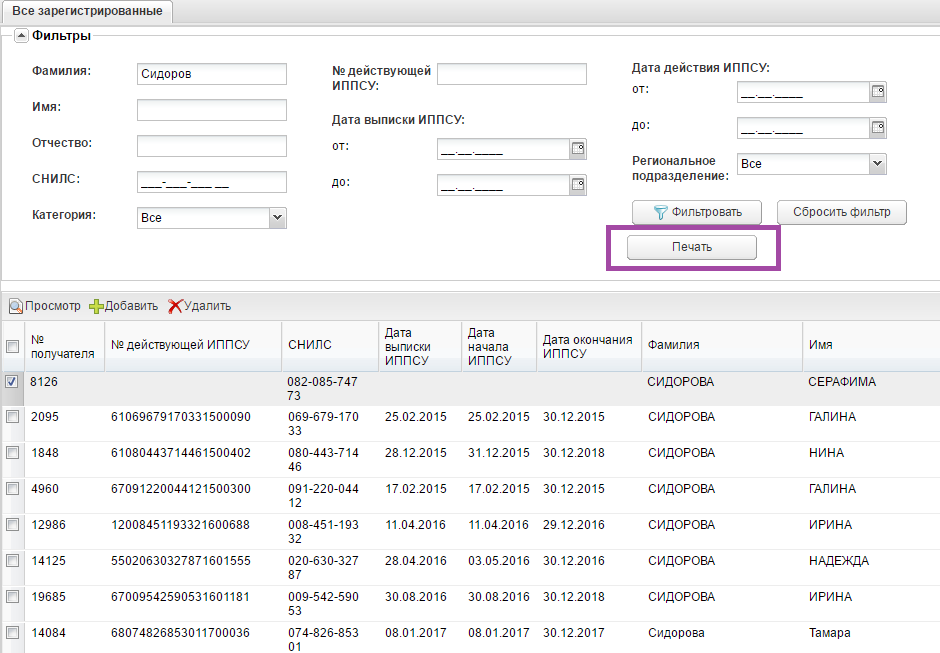 Все зарегистрированные
Фильтры
Фамилия:
Сидоров
Имя:
Отчество:
СНИЛС:
___-___-___ __
Категория:
Все
№ действующей
ИППСУ:
Дата выписки ИППСУ:
от:
__.__.____
до:
__.__.____
Дата действия ИППСУ:
от:
__.__.____
до:
__.__.____
Региональное
подразделение:
Все
Фильтровать
Сбросить фильтр
Печать
Просмотр Добавить Удалить
№
получателя
№ действующей ИППСУ
СНИЛС
Дата
выписки
ИППСУ
Дата
начала
ИППСУ
Дата окончания
ИППСУ
Фамилия
Имя
8126 082-085-747 СИДОРОВА СЕРАФИМА
73
2095 61069679170331500090 069-679-170 25.02.2015 25.02.2015 30.12.2015 СИДОРОВА ГАЛИНА
33
1848 61080443714461500402 080-443-714 28.12.2015 31.12.2015 30.12.2018 СИДОРОВА НИНА
46
4960 67091220044121500300 091-220-044 17.02.2015 17.02.2015 30.12.2015 СИДОРОВА ГАЛИНА
12
12986 12008451193321600688 008-451-193 11.04.2016 11.04.2016 29.12.2016 СИДОРОВА ИРИНА
32
14125 55020630327871601555 020-630-327 28.04.2016 03.05.2016 30.12.2016 СИДОРОВА НАДЕЖДА
87
19685 67009542590531601181 009-542-590 30.08.2016 30.08.2016 30.12.2018 СИДОРОВА ИРИНА
53
14084 68074826853011700036 074-826-853 08.01.2017 08.01.2017 30.12.2017 Сидорова Тамара
01